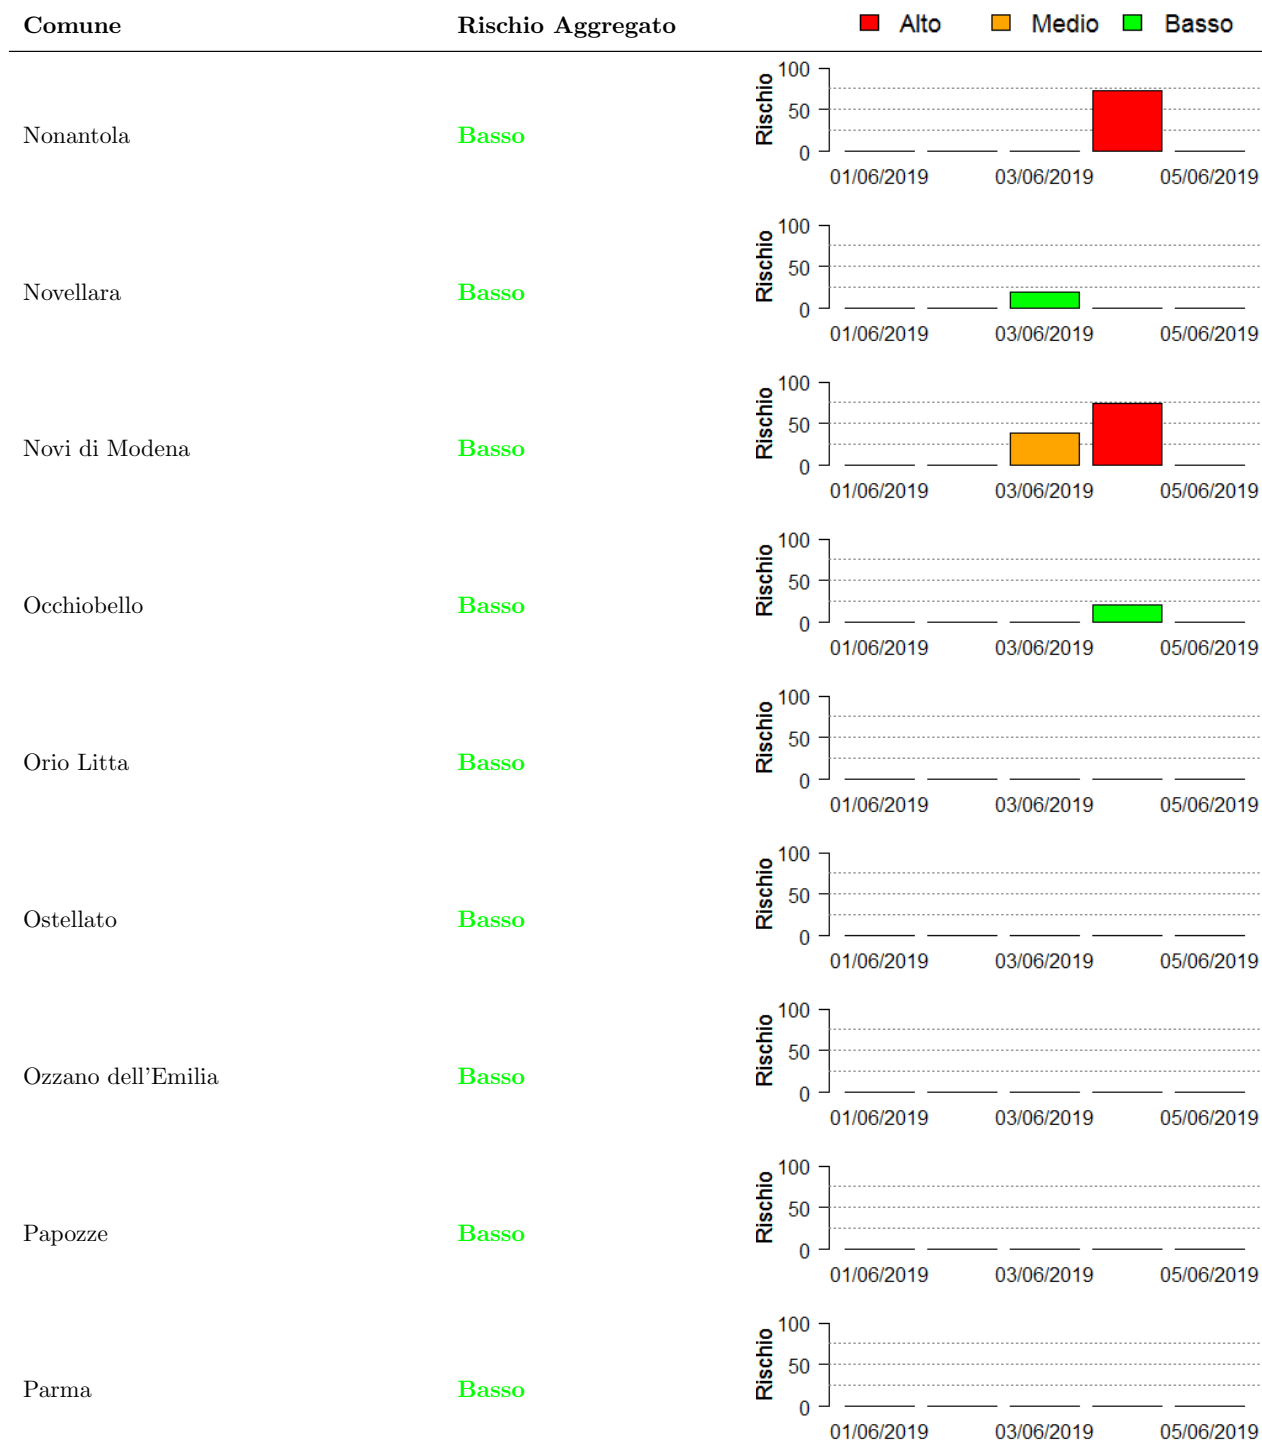 Comune Rischio Aggregato Alto Medio Basso
Nonantola Basso Rischio 100 50 0
01/06/2019 03/06/2019 05/06/2019
Novellara Basso Rischio 100 50 0
01/06/2019 03/06/2019 05/06/2019
Novi di Modena Basso Rischio 100 50 0
01/06/2019 03/06/2019 05/06/2019
Occhiobello Basso Rischio 100 50 0
01/06/2019 03/06/2019 05/06/2019
Orio Litta Basso Rischio 100 50 0
01/06/2019 03/06/2019 05/06/2019
Ostellato Basso Rischio 100 50 0
01/06/2019 03/06/2019 05/06/2019
Ozzano dell'Emilia Basso Rischio 100 50 0
01/06/2019 03/06/2019 05/06/2019
Papozze Basso Rischio 100 50 0
01/06/2019 03/06/2019 05/06/2019
Parma Basso Rischio 100 50 0
01/06/2019 03/06/2019 05/06/2019